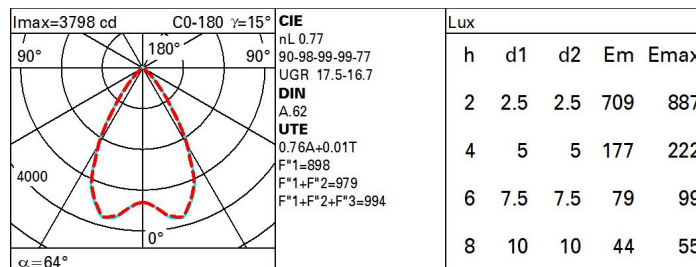 Imax=3798 cd C0-180 γ=15°
90° 180° 90°
4000
0°
α=64°
CIE
nL 0.77
90-98-99-99-77
UGR 17.5-16.7
DIN
A.62
UTE
0.76A+0.01T
F"1=898
F"1+F"2=979
F"1+F"2+F"3=994
Lux
h d1 d2 Em Emax
2 2.5 2.5 709 887
4 5 5 177 222
6 7.5 7.5 79 99
8 10 10 44 55